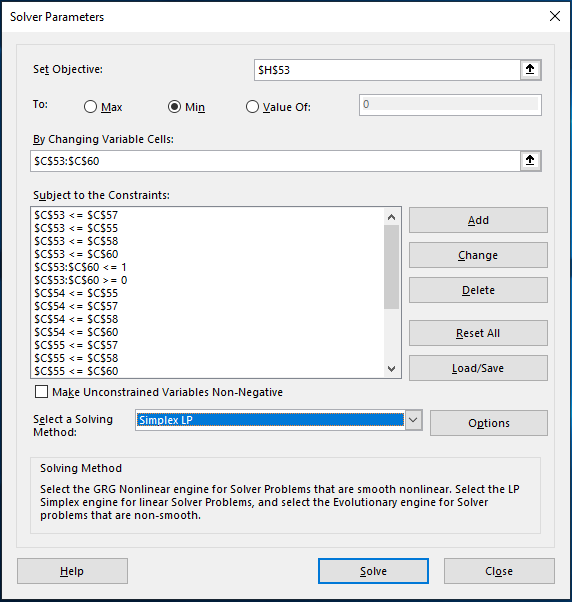 Solver Parameters
Set Objective:
$H$53
To:
Max
Min
Value Of:
0
By Changing Variable Cells:
$C$53:$C$60
Subject to the Constraints:
$C$53 <= $C$57
$C$53 <= $C$55
$C$53 <= $C$58
$C$53 <= $C$60
$C$53:$C$60 <= 1
$C$53:$C$60 >= 0
$C$54 <= $C$55
$C$54 <= $C$57
$C$54 <= $C$58
$C$54 <= $C$60
$C$55 <= $C$57
$C$55 <= $C$58
$C$55 <= $C$60
Add
Change
Delete
Reset All
Load/Save
Make Unconstrained Variables Non-Negative
Select a Solving
Method:
Simplex LP
Options
Solving Method
Select the GRG Nonlinear engine for Solver Problems that are smooth nonlinear. Select the LP
Simplex engine for linear Solver Problems, and select the Evolutionary engine for Solver
problems that are non-smooth.
Help
Solve
Close